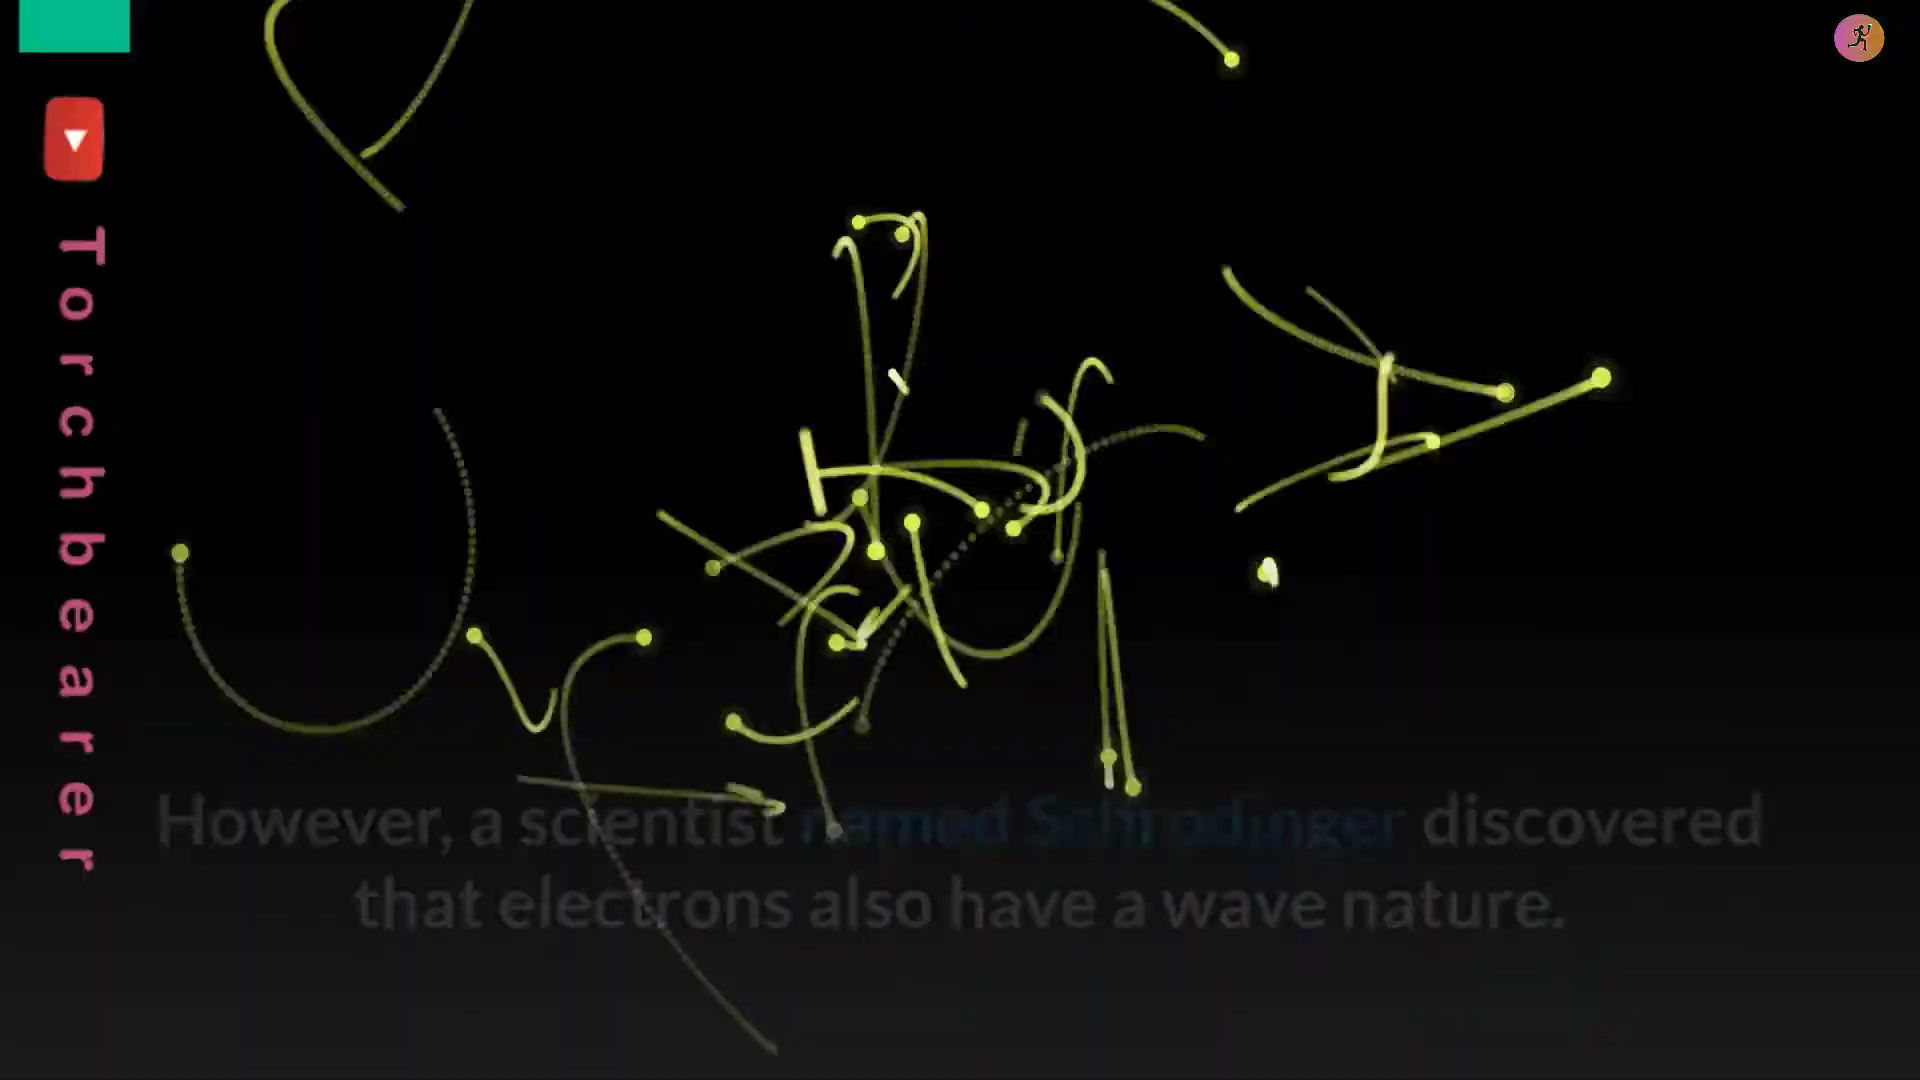 Torchbearer
However, a scientist named Schrodinger discovered
that electrons also have a wave nature.